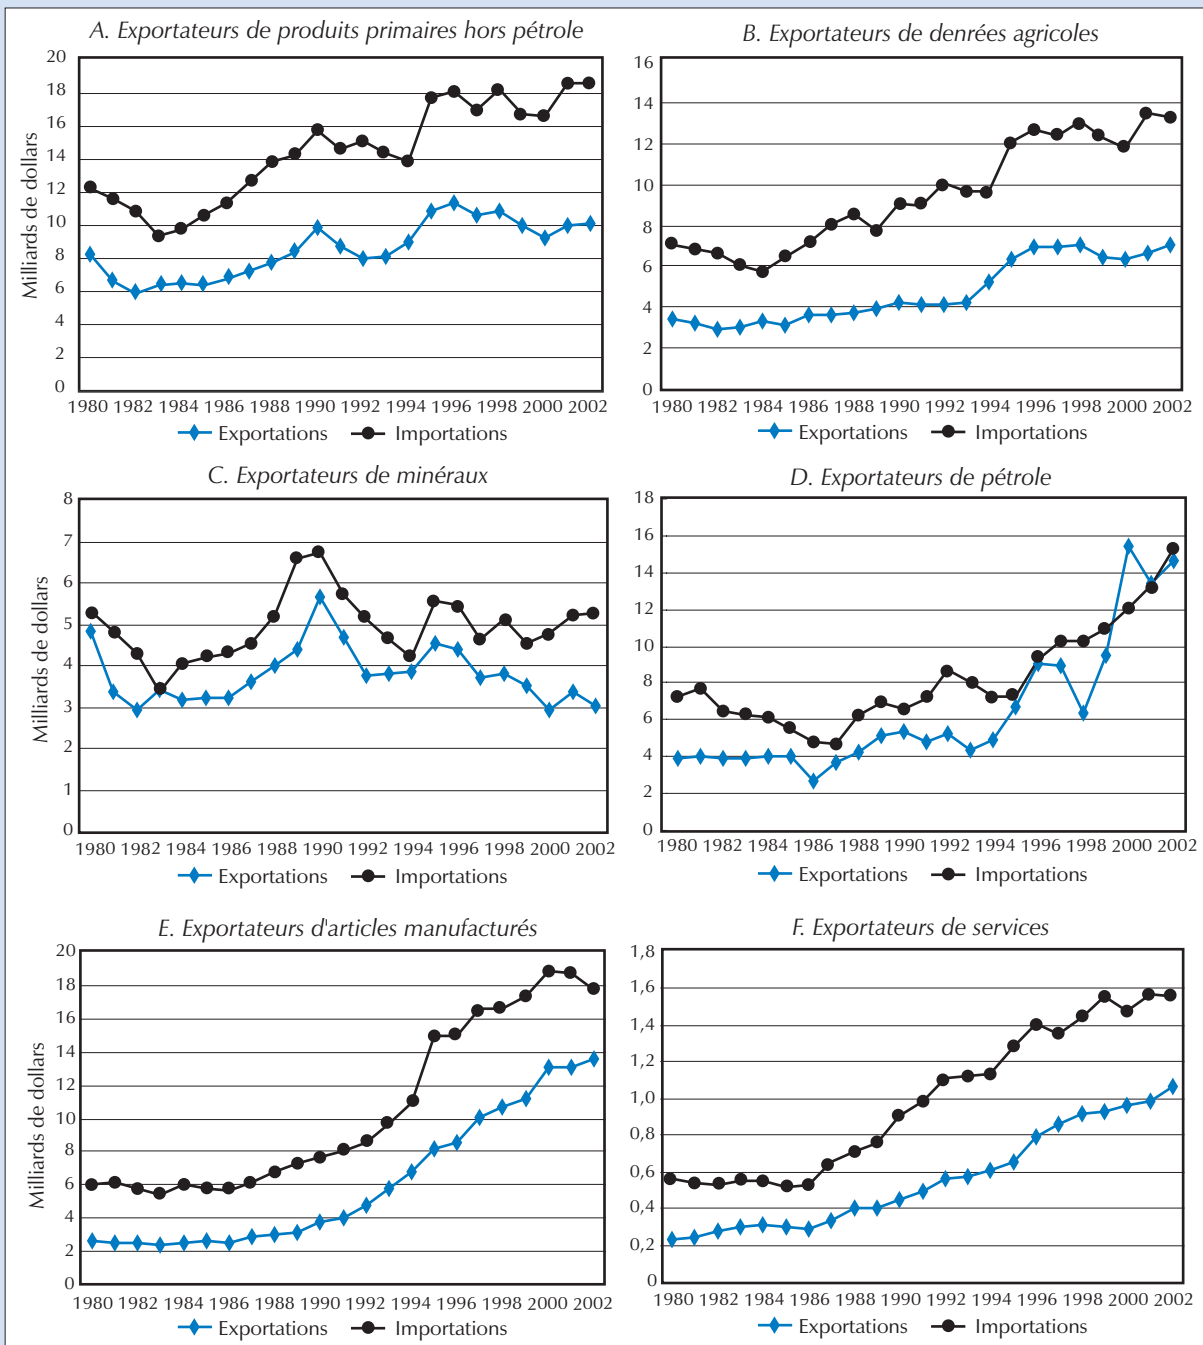 A. Exportateurs de produits primaires hors pétrole
Milliards de dollars
20
18
16
14
12
10
8
6
4
2
0
1980 1982 1984 1986 1988 1990 1992 1994 1996 1998 2000 2002
Exportations Importations
B. Exportateurs de denrées agricoles
16
14
12
10
8
6
4
2
0
1980 1982 1984 1986 1988 1990 1992 1994 1996 1998 2000 2002
Exportations Importations
C. Exportateurs de minéraux
Milliards de dollars
8
7
6
5
4
3
2
1
0
1980 1982 1984 1986 1988 1990 1992 1994 1996 1998 2000 2002
Exportations Importations
D. Exportateurs de pétrole
18
16
14
12
10
8
6
4
2
0
1980 1982 1984 1986 1988 1990 1992 1994 1996 1998 2000 2002
Exportations Importations
E. Exportateurs d'articles manufacturés
Milliards de dollars
20
18
16
14
12
10
8
6
4
2
0
1980 1982 1984 1986 1988 1990 1992 1994 1996 1998 2000 2002
Exportations Importations
F. Exportateurs de services
1,8
1,6
1,4
1,2
1,0
0,8
0,6
0,4
0,2
0
1980 1982 1984 1986 1988 1990 1992 1994 1996 1998 2000 2002
Exportations Importations